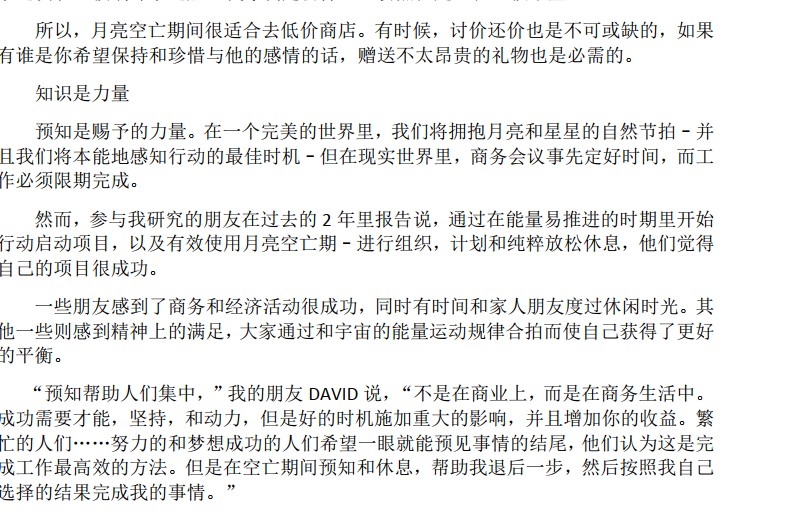 所以，月亮空亡期间很适合去低价商店。有时候，讨价还价也是不可或缺的，如果
有谁是你希望保持和珍惜与他的感情的话，赠送不太昂贵的礼物也是必需的。
知识是力量
预知是赐予的力量。在一个完美的世界里，我们将拥抱月亮和星星的自然节拍－并
且我们将本能地感知行动的最佳时机－但在现实世界里，商务会议事先定好时间，而工
作必须限期完成。
然而，参与我研究的朋友在过去的 2 年里报告说，通过在能量易推进的时期里开始
行动启动项目，以及有效使用月亮空亡期－进行组织，计划和纯粹放松休息，他们觉得
自己的项目很成功。
一些朋友感到了商务和经济活动很成功，同时有时间和家人朋友度过休闲时光。其
他一些则感到精神上的满足，大家通过和宇宙的能量运动规律合拍而使自己获得了更好
的平衡。
“预知帮助人们集中，”我的朋友 DAVID 说，“不是在商业上，而是在商务生活中。
成功需要才能，坚持，和动力，但是好的时机施加重大的影响，并且增加你的收益。繁
忙的人们……努力的和梦想成功的人们希望一眼就能预见事情的结尾，他们认为这是完
成工作最高效的方法。但是在空亡期间预知和休息，帮助我退后一步，然后按照我自己
选择的结果完成我的事情。”